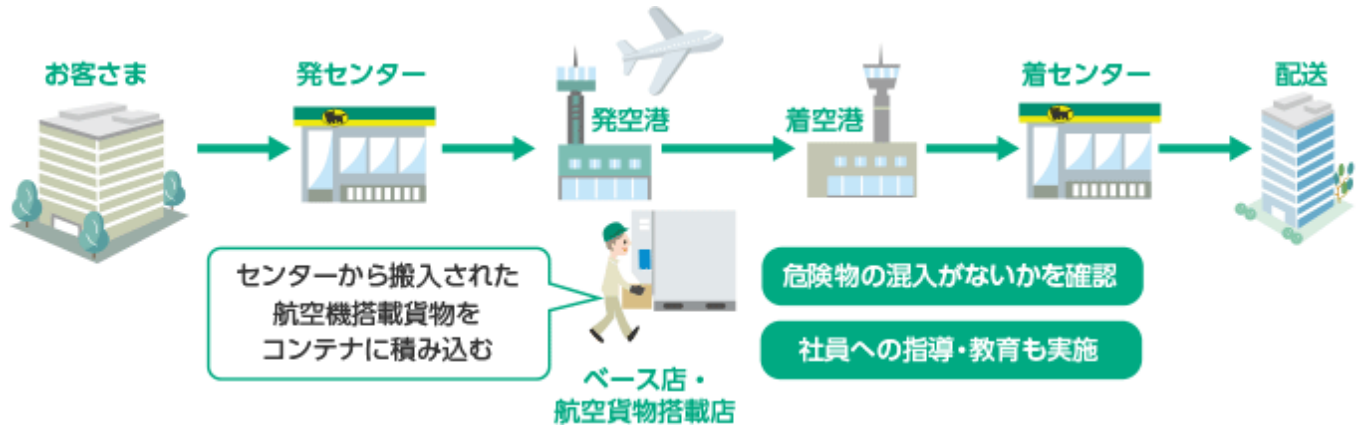 お客さま
発センター
発空港
着空港
着センター
配送
センターから搬入された
航空機搭載貨物を
コンテナに積み込む
ベース店・
航空貨物搭載店
危険物の混入がないかを確認
社員への指導・教育も実施